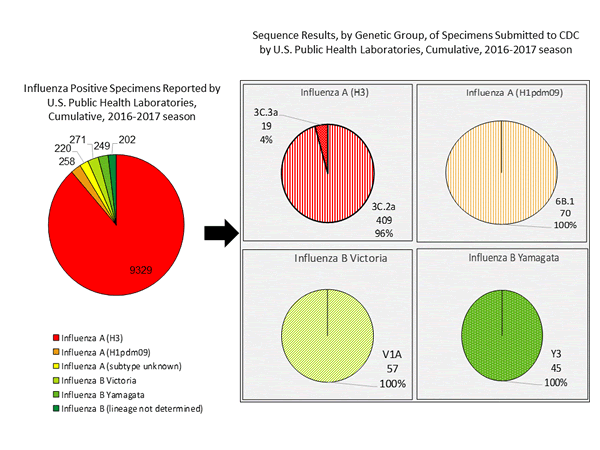 Sequence Results, by Genetic Group, of Specimens Submitted to CDC
by U.S. Public Health Laboratories, Cumulative, 2016-2017 season
Influenza Positive Specimens Reported by
U.S. Public Health Laboratories,
Cumulative, 2016-2017 season
271
202
220
249
258
9329
Influenza A (H3)
Influenza A (H1pdm09)
Influenza A (subtype unknown)
Influenza B Victoria
Influenza B Yamagata
Influenza B (lineage not determined)
Influenza A (H3)
3C.3a
19
4%
3C.2a
409
96%
Influenza A (H1pdm09)
6B.1
70
100%
Influenza B Victoria
V1A
57
100%
Influenza B Yamagata
Y3
45
100%